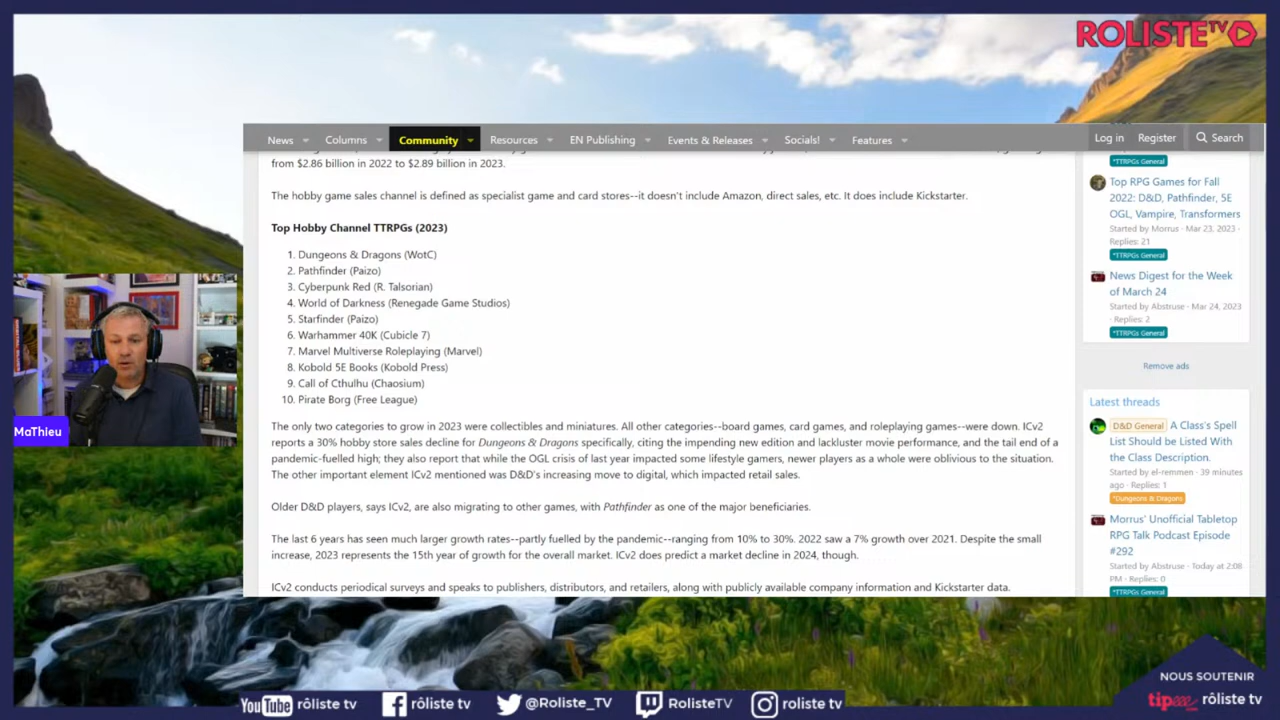 ROLISTE TV
News
Columns
Community
Resources
EN Publishing
Events & Releases
Socials!
Features
Log in
Register
Search
from $2.86 billion in 2022 to $2.89 billion in 2023.
The hobby game sales channel is defined as specialist game and card stores--it doesn't include Amazon, direct sales, etc. It does include Kickstarter.
Top Hobby Channel TTRPGs (2023)
1. Dungeons & Dragons (WotC)
2. Pathfinder (Paizo)
3. Cyberpunk Red (R. Talsorian)
4. World of Darkness (Renegade Game Studios)
5. Starfinder (Paizo)
6. Warhammer 40K (Cubicle 7)
7. Marvel Multiverse Roleplaying (Marvel)
8. Kobold 5E Books (Kobold Press)
9. Call of Cthulhu (Chaosium)
10. Pirate Borg (Free League)
The only two categories to grow in 2023 were collectibles and miniatures. All other categories--board games, card games, and roleplaying games--were down. ICv2
reports a 30% hobby store sales decline for Dungeons & Dragons specifically, citing the impending new edition and lackluster movie performance, and the tail end of a
pandemic-fuelled high; they also report that while the OGL crisis of last year impacted some lifestyle gamers, newer players as a whole were oblivious to the situation.
The other important element ICv2 mentioned was D&D's increasing move to digital, which impacted retail sales.
Older D&D players, says ICv2, are also migrating to other games, with Pathfinder as one of the major beneficiaries.
The last 6 years has seen much larger growth rates--partly fuelled by the pandemic--ranging from 10% to 30%. 2022 saw a 7% growth over 2021. Despite the small
increase, 2023 represents the 15th year of growth for the overall market. ICv2 does predict a market decline in 2024, though.
ICv2 conducts periodical surveys and speaks to publishers, distributors, and retailers, along with publicly available company information and Kickstarter data.
*TTRPGs General
Top RPG Games for Fall
2022: D&D, Pathfinder, 5E
OGL, Vampire, Transformers
Started by Morrus · Mar 23, 2023 ·
Replies: 21
*TTRPGs General
News Digest for the Week
of March 24
Started by Abstruse · Mar 24, 2023
· Replies: 2
*TTRPGs General
Remove ads
Latest threads
D&D General A Class's Spell
List Should be Listed With
the Class Description.
Started by el-remmen · 39 minutes
ago · Replies: 1
*Dungeons & Dragons
Morrus' Unofficial Tabletop
RPG Talk Podcast Episode
#292
Started by Abstruse · Today at 2:08
PM · Replies: 0
*TTRPGs General
MaThieu
YouTube rôliste tv
rôliste tv
@Roliste_TV
RolisteTV
rôliste tv
NOUS SOUTENIR
tipeee rôliste tv